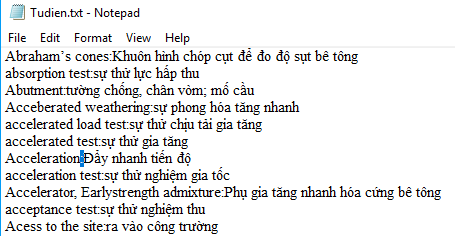 Tudien.txt - Notepad
File Edit Format View Help
Abraham's cones:Khuôn hình chóp cụt để đo độ sụt bê tông
absorption test:sự thử lực hấp thu
Abutment:tường chống, chân vòm; mố cầu
Acceberated weathering:sự phong hóa tăng nhanh
accelerated load test:sự thử chịu tải gia tăng
accelerated test:sự thử gia tăng
Acceleration:Đẩy nhanh tiến độ
acceleration test:sự thử nghiệm gia tốc
Accelerator, Earlystrength admixture:Phụ gia tăng nhanh hóa cứng bê tông
acceptance test:sự thử nghiệm thu
Acess to the site:ra vào công trường